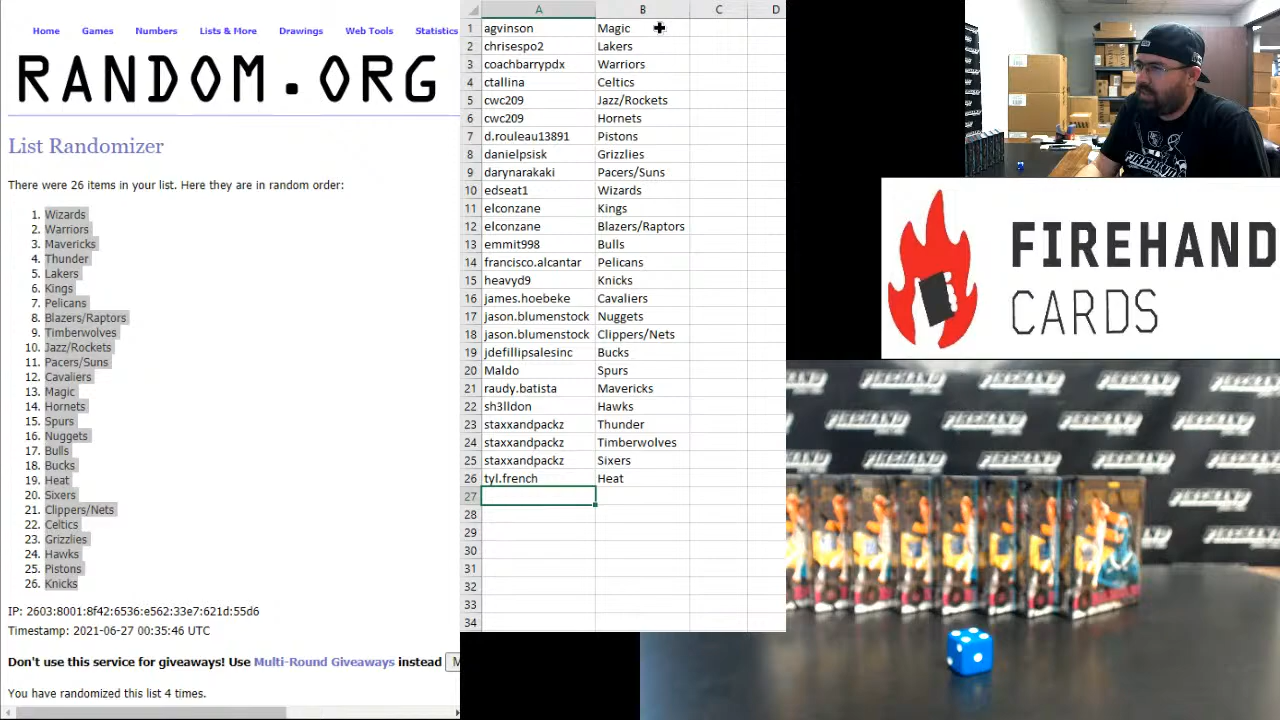 Home Games Numbers Lists & More Drawings Web Tools Statistics
RANDOM.ORG
List Randomizer
There were 26 items in your list. Here they are in random order:
1. Wizards
2. Warriors
3. Mavericks
4. Thunder
5. Lakers
6. Kings
7. Pelicans
8. Blazers/Raptors
9. Timberwolves
10. Jazz/Rockets
11. Pacers/Suns
12. Cavaliers
13. Magic
14. Hornets
15. Spurs
16. Nuggets
17. Bulls
18. Bucks
19. Heat
20. Sixers
21. Clippers/Nets
22. Celtics
23. Grizzlies
24. Hawks
25. Pistons
26. Knicks
IP: 2603:8001:8f42:6536:e562:33e7:621d:55d6
Timestamp: 2021-06-27 00:35:46 UTC
Don't use this service for giveaways! Use Multi-Round Giveaways instead
You have randomized this list 4 times.
A B C D
1 agvinson Magic
2 chrisespo2 Lakers
3 coachbarrypdx Warriors
4 ctallina Celtics
5 cwc209 Jazz/Rockets
6 cwc209 Hornets
7 d.rouleau13891 Pistons
8 danielpsisk Grizzlies
9 darynarakaki Pacers/Suns
10 edseat1 Wizards
11 elconzane Kings
12 elconzane Blazers/Raptors
13 emmit998 Bulls
14 francisco.alcantar Pelicans
15 heavyd9 Knicks
16 james.hoebeke Cavaliers
17 jason.blumenstock Nuggets
18 jason.blumenstock Clippers/Nets
19 jdefillipsalesinc Bucks
20 Maldo Spurs
21 raudy.batista Mavericks
22 sh3lldon Hawks
23 staxxandpackz Thunder
24 staxxandpackz Timberwolves
25 staxxandpackz Sixers
26 tyl.french Heat
27
28
29
30
31
32
33
34
FIREHAND
CARDS